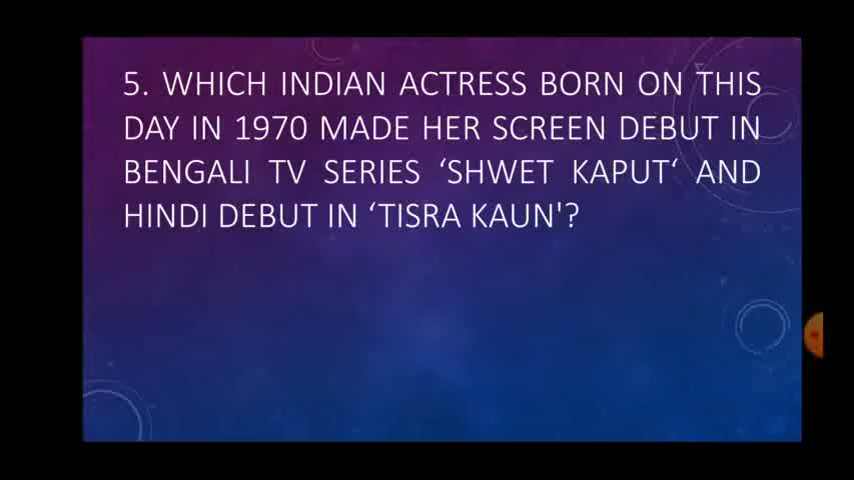 5. WHICH INDIAN ACTRESS BORN ON THIS
DAY IN 1970 MADE HER SCREEN DEBUT IN
BENGALI TV SERIES ‘SHWET KAPUT‘ AND
HINDI DEBUT IN ‘TISRA KAUN'?